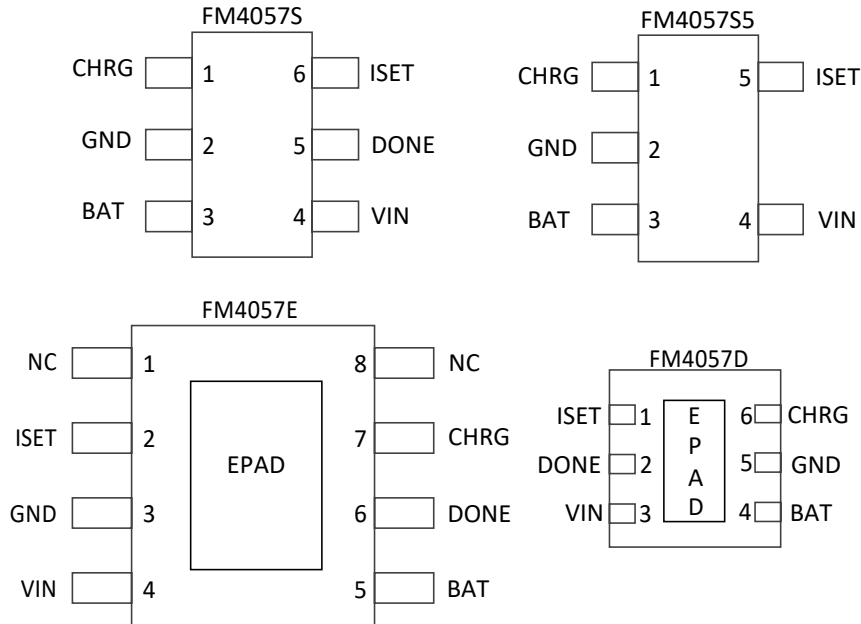 FM4057S
CHRG 1 6 ISET
GND 2 5 DONE
BAT 3 4 VIN
FM4057S5
CHRG 1 5 ISET
GND 2
BAT 3 4 VIN
FM4057E
NC 1 8 NC
ISET 2 7 CHRG
EPAD
GND 3 6 DONE
VIN 4 5 BAT
FM4057D
ISET 1 6 CHRG
DONE 2 5 GND
VIN 3 4 BAT
E
P
A
D